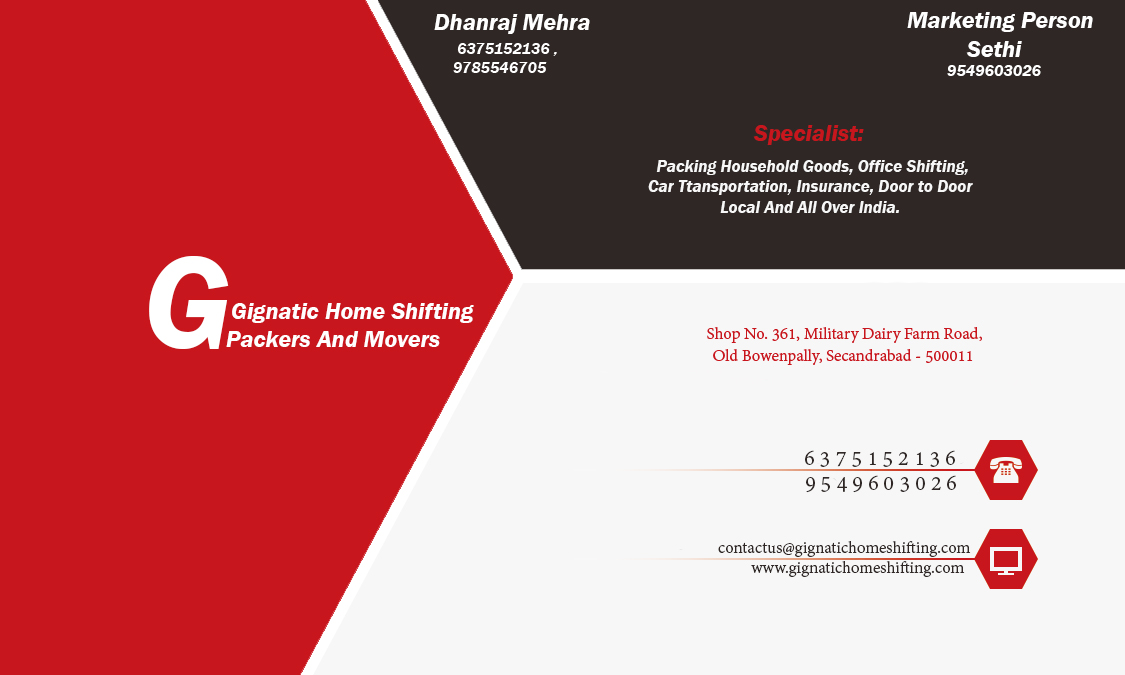 Dhanraj Mehra
6375152136 ,
9785546705
Marketing Person
Sethi
9549603026
Specialist:
Packing Household Goods, Office Shifting,
Car Ttansportation, Insurance, Door to Door
Local And All Over India.
G
Gignatic Home Shifting
Packers And Movers
Shop No. 361, Military Dairy Farm Road,
Old Bowenpally, Secandrabad - 500011
6375152136
9549603026
contactus@gignatichomeshifting.com
www.gignatichomeshifting.com